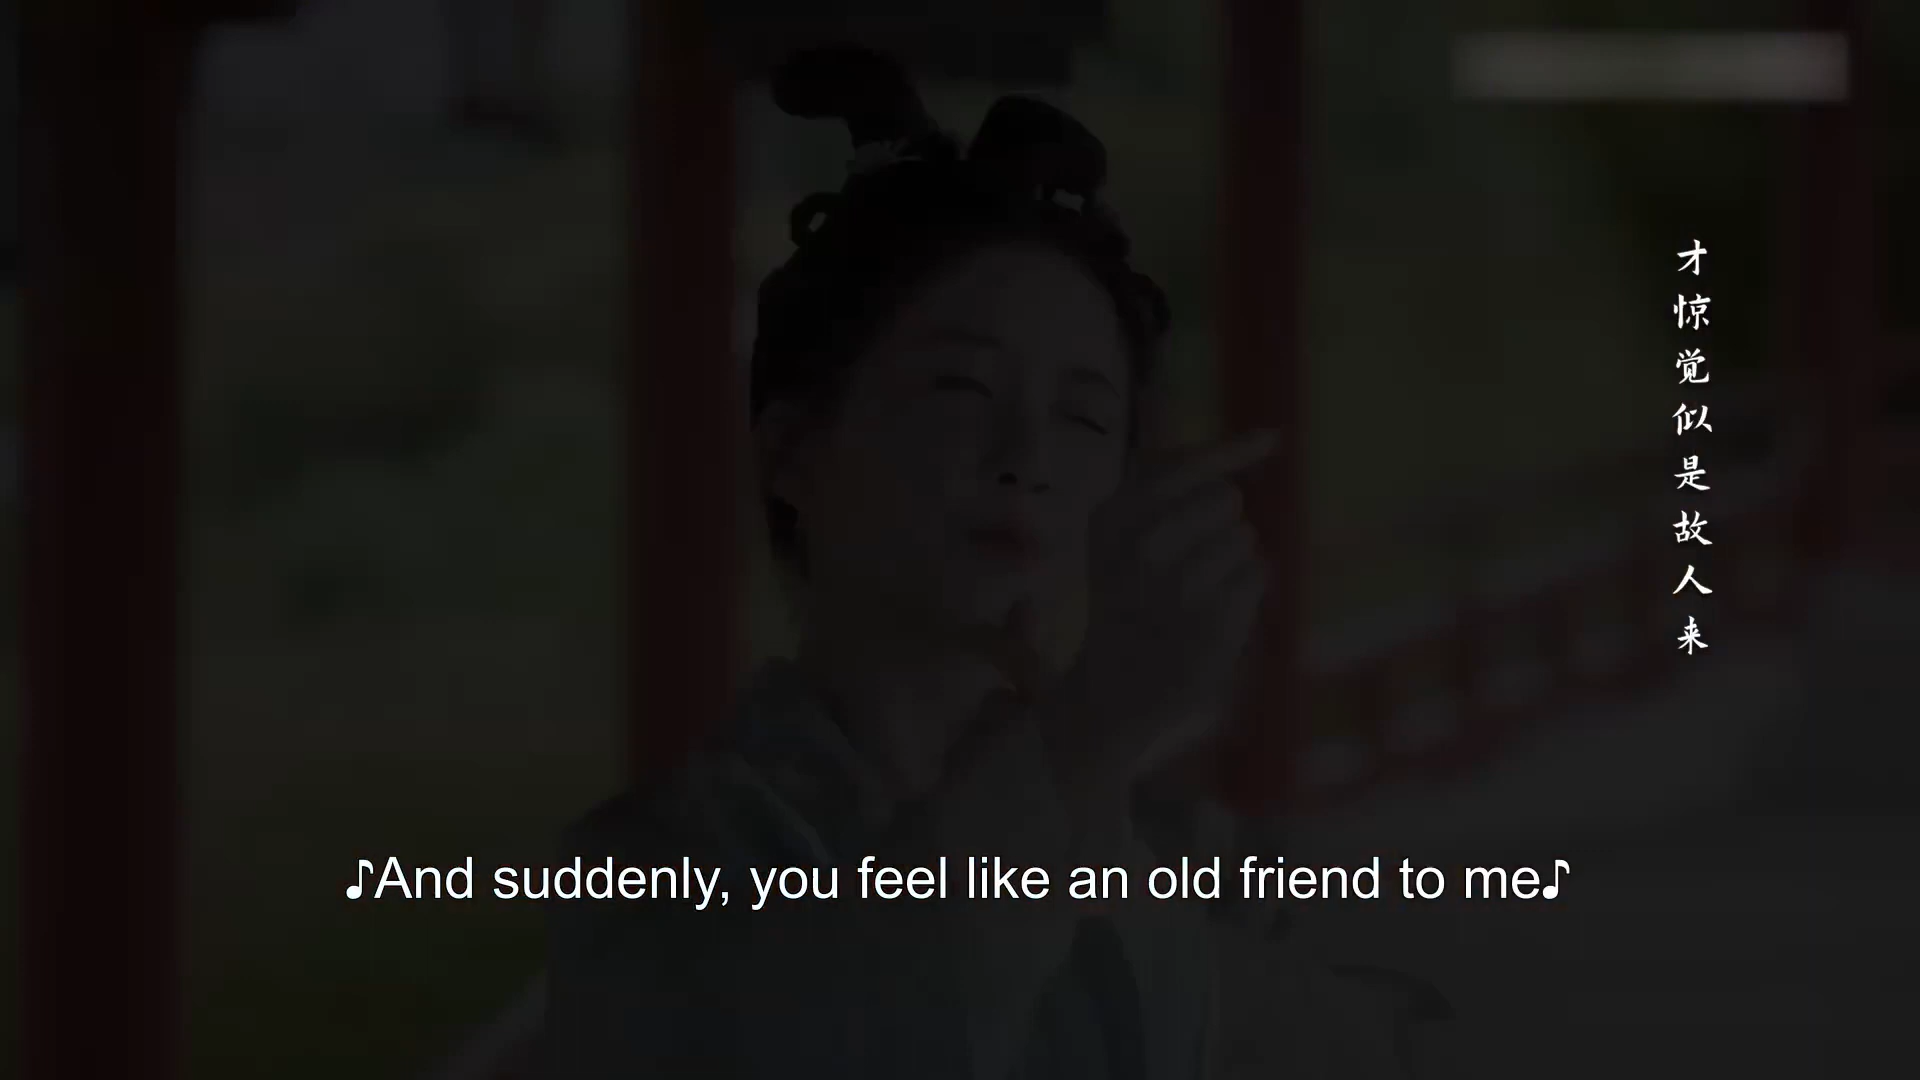 才惊觉似是故人来
♪And suddenly, you feel like an old friend to me♪